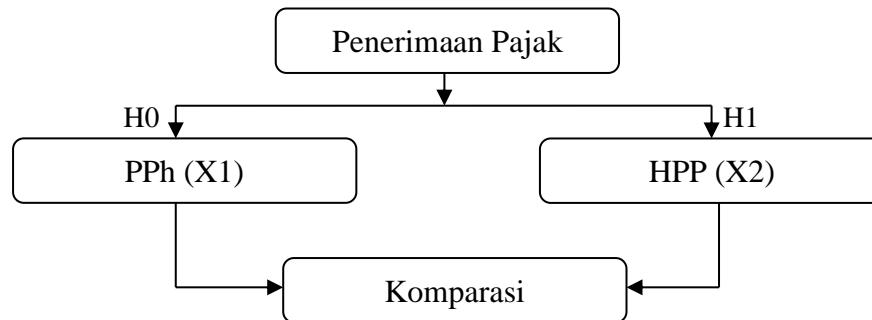 Penerimaan Pajak
H0
H1
PPh (X1)
HPP (X2)
Komparasi